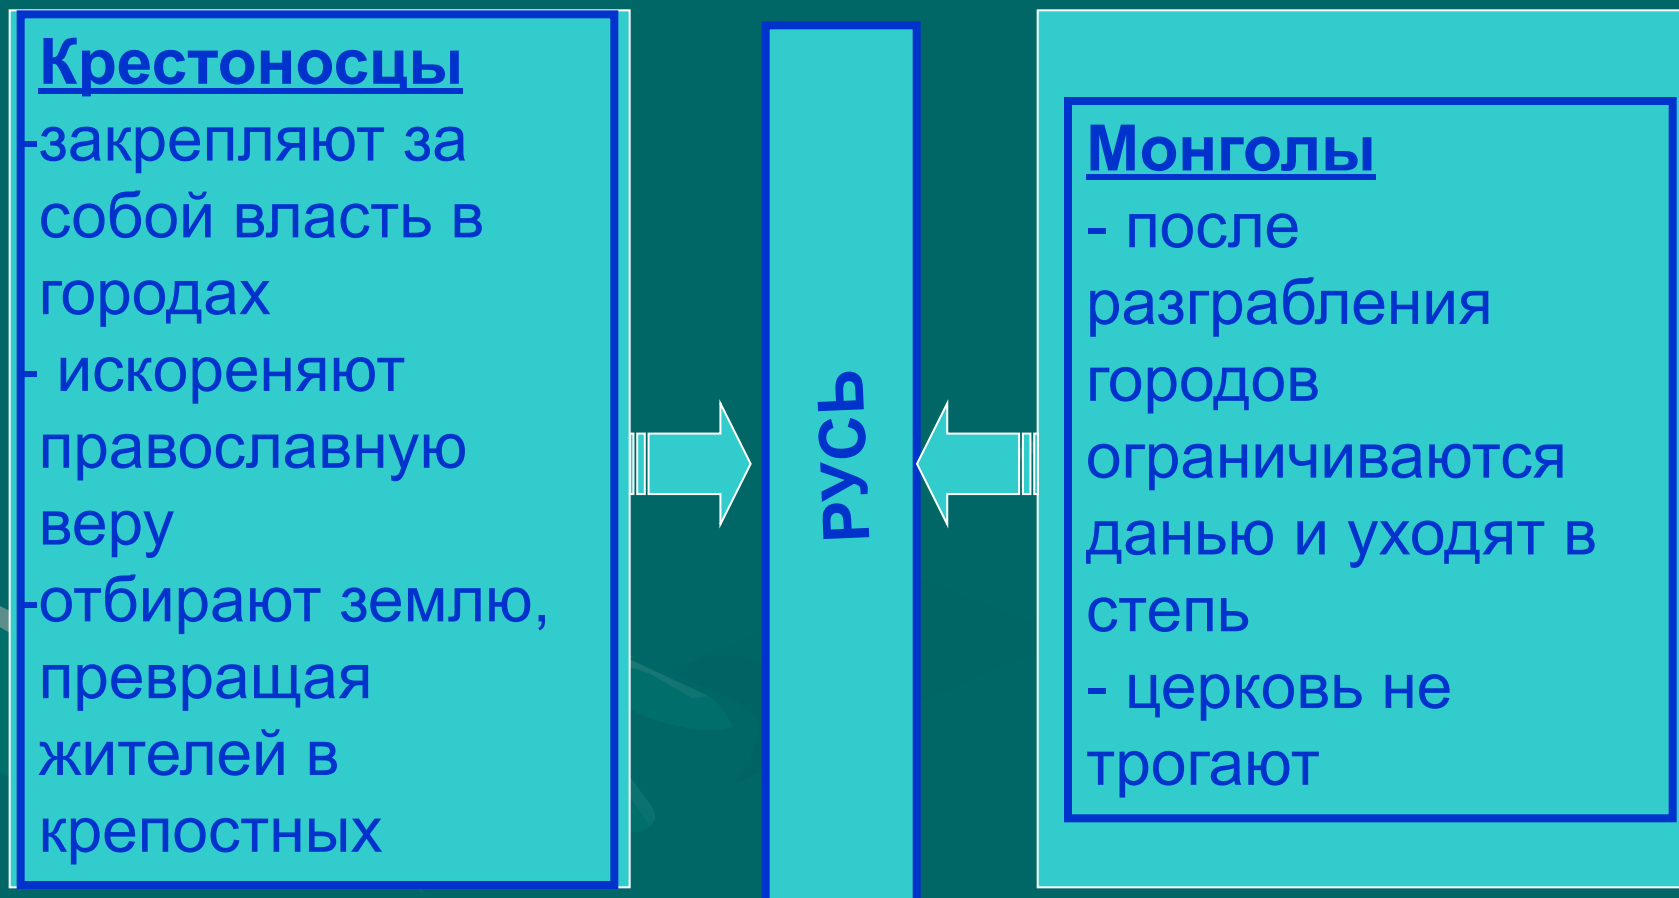 Крестоносцы
-закрепляют за
собой власть в
городах
- искореняют
православную
веру
-отбирают землю,
превращая
жителей в
крепостных
РУСЬ
Монголы
- после
разграбления
городов
ограничиваются
данью и уходят в
степь
- церковь не
трогают